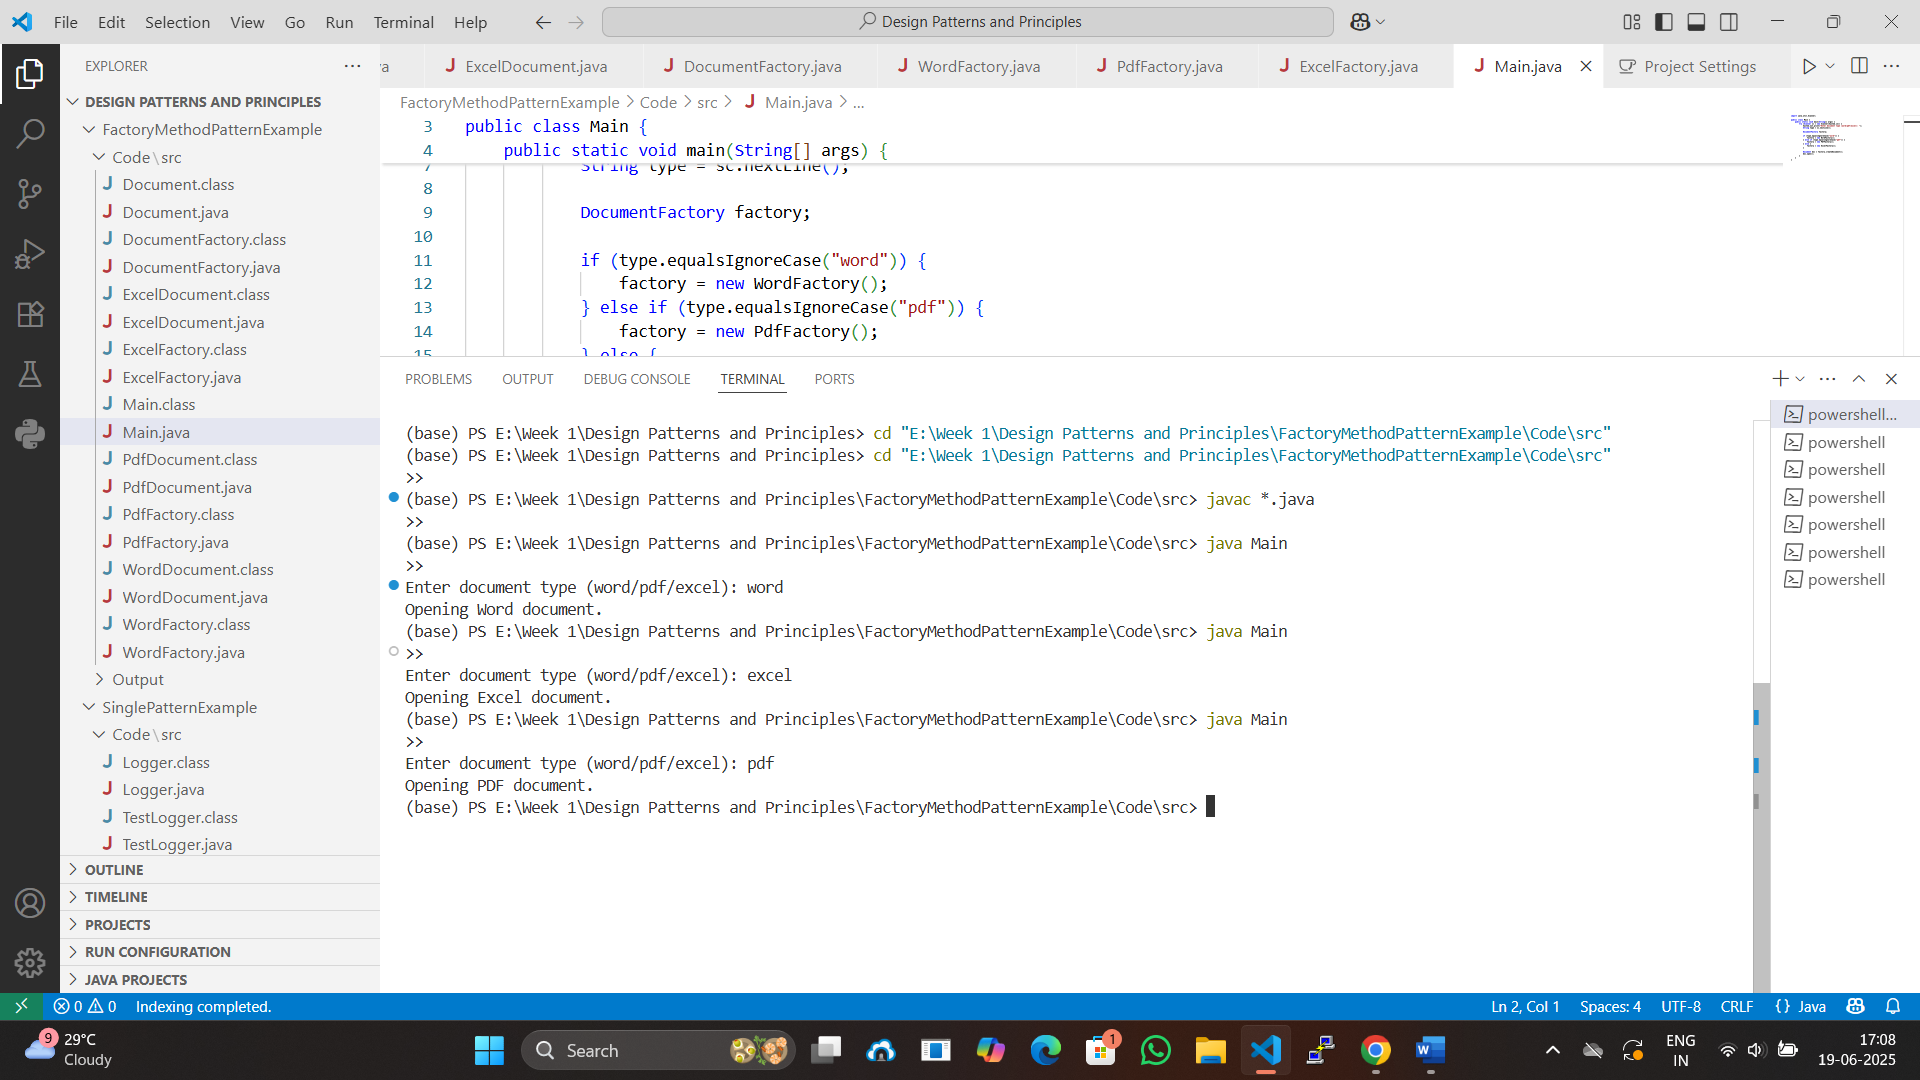 File Edit Selection View Go Run Terminal Help
Design Patterns and Principles
EXPLORER
ExcelDocument.java
DocumentFactory.java
WordFactory.java
PdfFactory.java
ExcelFactory.java
Main.java
Project Settings
FactoryMethodPatternExample > Code > src > Main.java > ...
DESIGN PATTERNS AND PRINCIPLES
FactoryMethodPatternExample
Code\src
Document.class
Document.java
DocumentFactory.class
DocumentFactory.java
ExcelDocument.class
ExcelDocument.java
ExcelFactory.class
ExcelFactory.java
Main.class
Main.java
PdfDocument.class
PdfDocument.java
PdfFactory.class
PdfFactory.java
WordDocument.class
WordDocument.java
WordFactory.class
WordFactory.java
Output
SinglePatternExample
Code\src
Logger.class
Logger.java
TestLogger.class
TestLogger.java
OUTLINE
TIMELINE
PROJECTS
RUN CONFIGURATION
JAVA PROJECTS
3 public class Main {
4 public static void main(String[] args) {
7 String type = sc.nextLine();
8
9 DocumentFactory factory;
10
11 if (type.equalsIgnoreCase("word")) {
12 factory = new WordFactory();
13 } else if (type.equalsIgnoreCase("pdf")) {
14 factory = new PdfFactory();
15 } else {
PROBLEMS OUTPUT DEBUG CONSOLE TERMINAL PORTS
(base) PS E:\Week 1\Design Patterns and Principles> cd "E:\Week 1\Design Patterns and Principles\FactoryMethodPatternExample\Code\src"
(base) PS E:\Week 1\Design Patterns and Principles> cd "E:\Week 1\Design Patterns and Principles\FactoryMethodPatternExample\Code\src"
>>
(base) PS E:\Week 1\Design Patterns and Principles\FactoryMethodPatternExample\Code\src> javac *.java
>>
(base) PS E:\Week 1\Design Patterns and Principles\FactoryMethodPatternExample\Code\src> java Main
>>
Enter document type (word/pdf/excel): word
Opening Word document.
(base) PS E:\Week 1\Design Patterns and Principles\FactoryMethodPatternExample\Code\src> java Main
>>
Enter document type (word/pdf/excel): excel
Opening Excel document.
(base) PS E:\Week 1\Design Patterns and Principles\FactoryMethodPatternExample\Code\src> java Main
>>
Enter document type (word/pdf/excel): pdf
Opening PDF document.
(base) PS E:\Week 1\Design Patterns and Principles\FactoryMethodPatternExample\Code\src>
powershell...
powershell
powershell
powershell
powershell
powershell
powershell
0 0 Indexing completed.
Ln 2, Col 1 Spaces: 4 UTF-8 CRLF {} Java
9
29°C
Cloudy
Search
1
ENG
IN
17:08
19-06-2025